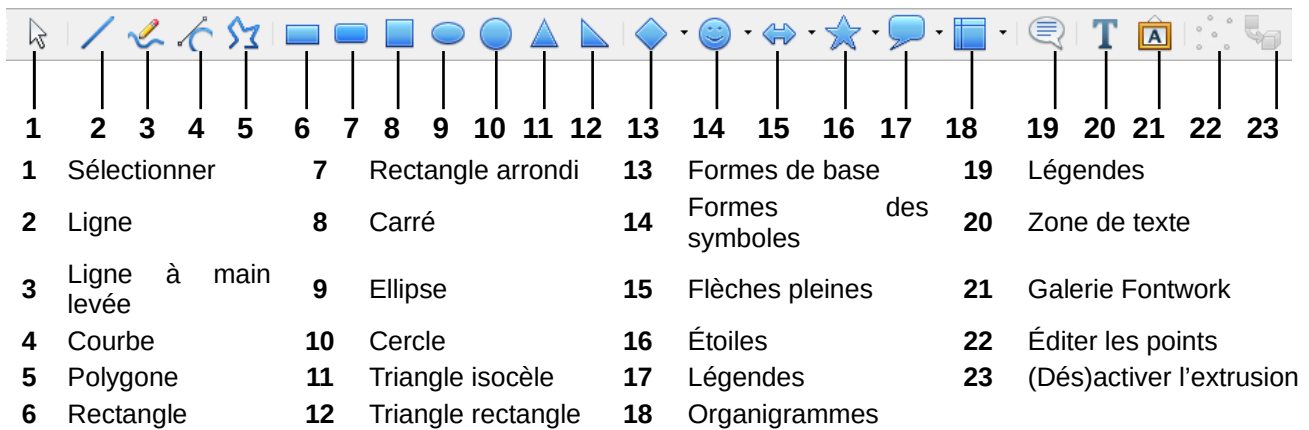 T A
1 2 3 4 5 6 7 8 9 10 11 12 13 14 15 16 17 18 19 20 21 22 23
1 Sélectionner 7 Rectangle arrondi 13 Formes de base 19 Légendes
2 Ligne 8 Carré 14 Formes des symboles 20 Zone de texte
3 Ligne à main levée 9 Ellipse 15 Flèches pleines 21 Galerie Fontwork
4 Courbe 10 Cercle 16 Étoiles 22 Éditer les points
5 Polygone 11 Triangle isocèle 17 Légendes 23 (Dés)activer l’extrusion
6 Rectangle 12 Triangle rectangle 18 Organigrammes